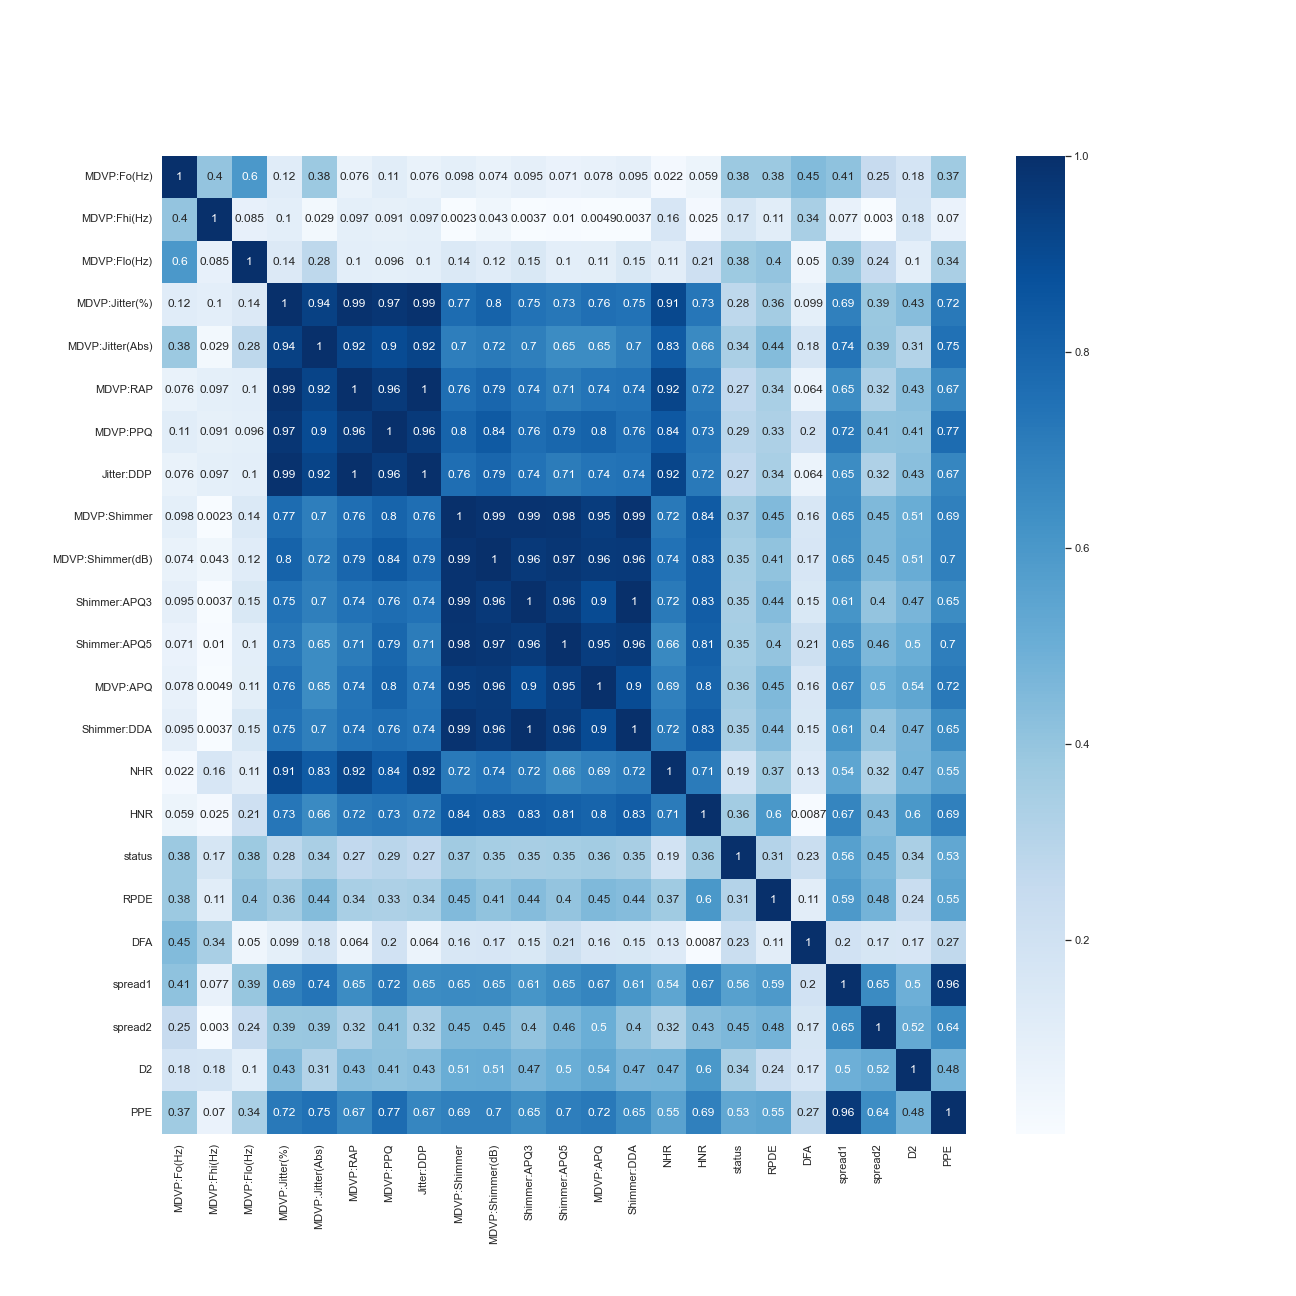 MDVP:Fo(Hz) 1 0.4 0.6 0.12 0.38 0.076 0.11 0.076 0.098 0.074 0.095 0.071 0.078 0.095 0.022 0.059 0.38 0.38 0.45 0.41 0.25 0.18 0.37 1.0
MDVP:Fhi(Hz) 0.4 1 0.085 0.1 0.029 0.097 0.091 0.097 0.0023 0.043 0.0037 0.01 0.0049 0.0037 0.16 0.025 0.17 0.11 0.34 0.077 0.003 0.18 0.07
MDVP:Flo(Hz) 0.6 0.085 1 0.14 0.28 0.1 0.096 0.1 0.14 0.12 0.15 0.1 0.11 0.15 0.11 0.21 0.38 0.4 0.05 0.39 0.24 0.1 0.34
MDVP:Jitter(%) 0.12 0.1 0.14 1 0.94 0.99 0.97 0.99 0.77 0.8 0.75 0.73 0.76 0.75 0.91 0.73 0.28 0.36 0.099 0.69 0.39 0.43 0.72
MDVP:Jitter(Abs) 0.38 0.029 0.28 0.94 1 0.92 0.9 0.92 0.7 0.72 0.7 0.65 0.65 0.7 0.83 0.66 0.34 0.44 0.18 0.74 0.39 0.31 0.75 0.8
MDVP:RAP 0.076 0.097 0.1 0.99 0.92 1 0.96 1 0.76 0.79 0.74 0.71 0.74 0.74 0.92 0.72 0.27 0.34 0.064 0.65 0.32 0.43 0.67
MDVP:PPQ 0.11 0.091 0.096 0.97 0.9 0.96 1 0.96 0.8 0.84 0.76 0.79 0.8 0.76 0.84 0.73 0.29 0.33 0.2 0.72 0.41 0.41 0.77
Jitter:DDP 0.076 0.097 0.1 0.99 0.92 1 0.96 1 0.76 0.79 0.74 0.71 0.74 0.74 0.92 0.72 0.27 0.34 0.064 0.65 0.32 0.43 0.67
MDVP:Shimmer 0.098 0.0023 0.14 0.77 0.7 0.76 0.8 0.76 1 0.99 0.99 0.98 0.95 0.99 0.72 0.84 0.37 0.45 0.16 0.65 0.45 0.51 0.69
MDVP:Shimmer(dB) 0.074 0.043 0.12 0.8 0.72 0.79 0.84 0.79 0.99 1 0.96 0.97 0.96 0.96 0.74 0.83 0.35 0.41 0.17 0.65 0.45 0.51 0.7 0.6
Shimmer:APQ3 0.095 0.0037 0.15 0.75 0.7 0.74 0.76 0.74 0.99 0.96 1 0.96 0.9 1 0.72 0.83 0.35 0.44 0.15 0.61 0.4 0.47 0.65
Shimmer:APQ5 0.071 0.01 0.1 0.73 0.65 0.71 0.79 0.71 0.98 0.97 0.96 1 0.95 0.96 0.66 0.81 0.35 0.4 0.21 0.65 0.46 0.5 0.7
MDVP:APQ 0.078 0.0049 0.11 0.76 0.65 0.74 0.8 0.74 0.95 0.96 0.9 0.95 1 0.9 0.69 0.8 0.36 0.45 0.16 0.67 0.5 0.54 0.72
Shimmer:DDA 0.095 0.0037 0.15 0.75 0.7 0.74 0.76 0.74 0.99 0.96 1 0.96 0.9 1 0.72 0.83 0.35 0.44 0.15 0.61 0.4 0.47 0.65 0.4
NHR 0.022 0.16 0.11 0.91 0.83 0.92 0.84 0.92 0.72 0.74 0.72 0.66 0.69 0.72 1 0.71 0.19 0.37 0.13 0.54 0.32 0.47 0.55
HNR 0.059 0.025 0.21 0.73 0.66 0.72 0.73 0.72 0.84 0.83 0.83 0.81 0.8 0.83 0.71 1 0.36 0.6 0.0087 0.67 0.43 0.6 0.69
status 0.38 0.17 0.38 0.28 0.34 0.27 0.29 0.27 0.37 0.35 0.35 0.35 0.36 0.35 0.19 0.36 1 0.31 0.23 0.56 0.45 0.34 0.53
RPDE 0.38 0.11 0.4 0.36 0.44 0.34 0.33 0.34 0.45 0.41 0.44 0.4 0.45 0.44 0.37 0.6 0.31 1 0.11 0.59 0.48 0.24 0.55
DFA 0.45 0.34 0.05 0.099 0.18 0.064 0.2 0.064 0.16 0.17 0.15 0.21 0.16 0.15 0.13 0.0087 0.23 0.11 1 0.2 0.17 0.17 0.27 0.2
spread1 0.41 0.077 0.39 0.69 0.74 0.65 0.72 0.65 0.65 0.65 0.61 0.65 0.67 0.61 0.54 0.67 0.56 0.59 0.2 1 0.65 0.5 0.96
spread2 0.25 0.003 0.24 0.39 0.39 0.32 0.41 0.32 0.45 0.45 0.4 0.46 0.5 0.4 0.32 0.43 0.45 0.48 0.17 0.65 1 0.52 0.64
D2 0.18 0.18 0.1 0.43 0.31 0.43 0.41 0.43 0.51 0.51 0.47 0.5 0.54 0.47 0.47 0.6 0.34 0.24 0.17 0.5 0.52 1 0.48
PPE 0.37 0.07 0.34 0.72 0.75 0.67 0.77 0.67 0.69 0.7 0.65 0.7 0.72 0.65 0.55 0.69 0.53 0.55 0.27 0.96 0.64 0.48 1
MDVP:Fo(Hz) MDVP:Fhi(Hz) MDVP:Flo(Hz) MDVP:Jitter(%) MDVP:Jitter(Abs) MDVP:RAP MDVP:PPQ Jitter:DDP MDVP:Shimmer MDVP:Shimmer(dB) Shimmer:APQ3 Shimmer:APQ5 MDVP:APQ Shimmer:DDA NHR HNR status RPDE DFA spread1 spread2 D2 PPE